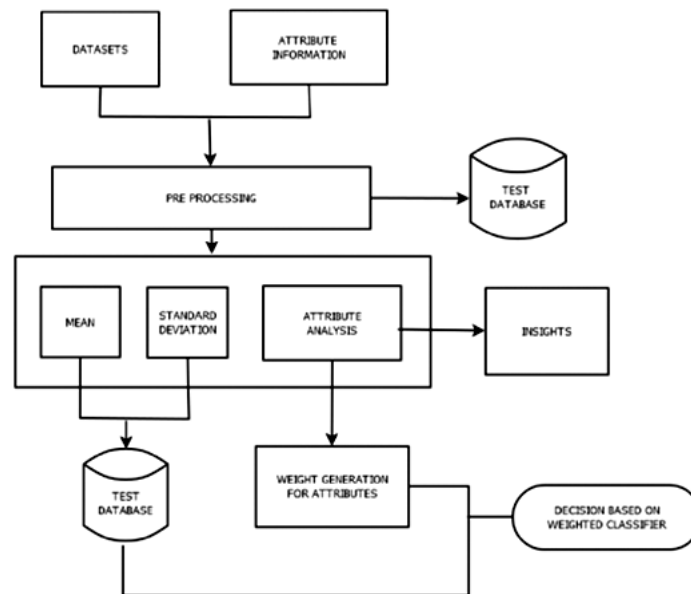 DATASETS
ATTRIBUTE
INFORMATION
PRE PROCESSING
TEST
DATABASE
MEAN
STANDARD
DEVIATION
ATTRIBUTE
ANALYSIS
INSIGHTS
TEST
DATABASE
WEIGHT GENERATION
FOR ATTRIBUTES
DECISION BASED ON
WEIGHTED CLASSIFIER